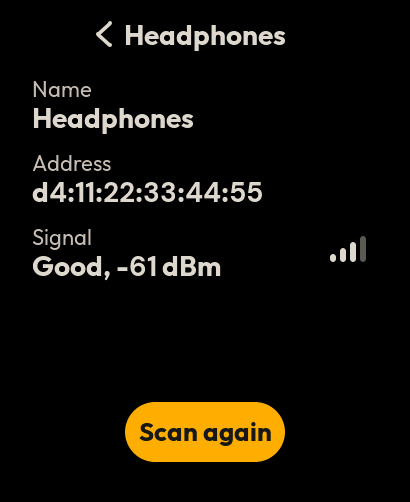 Headphones
Name
Headphones
Address
d4:11:22:33:44:55
Signal
Good, -61 dBm
Scan again